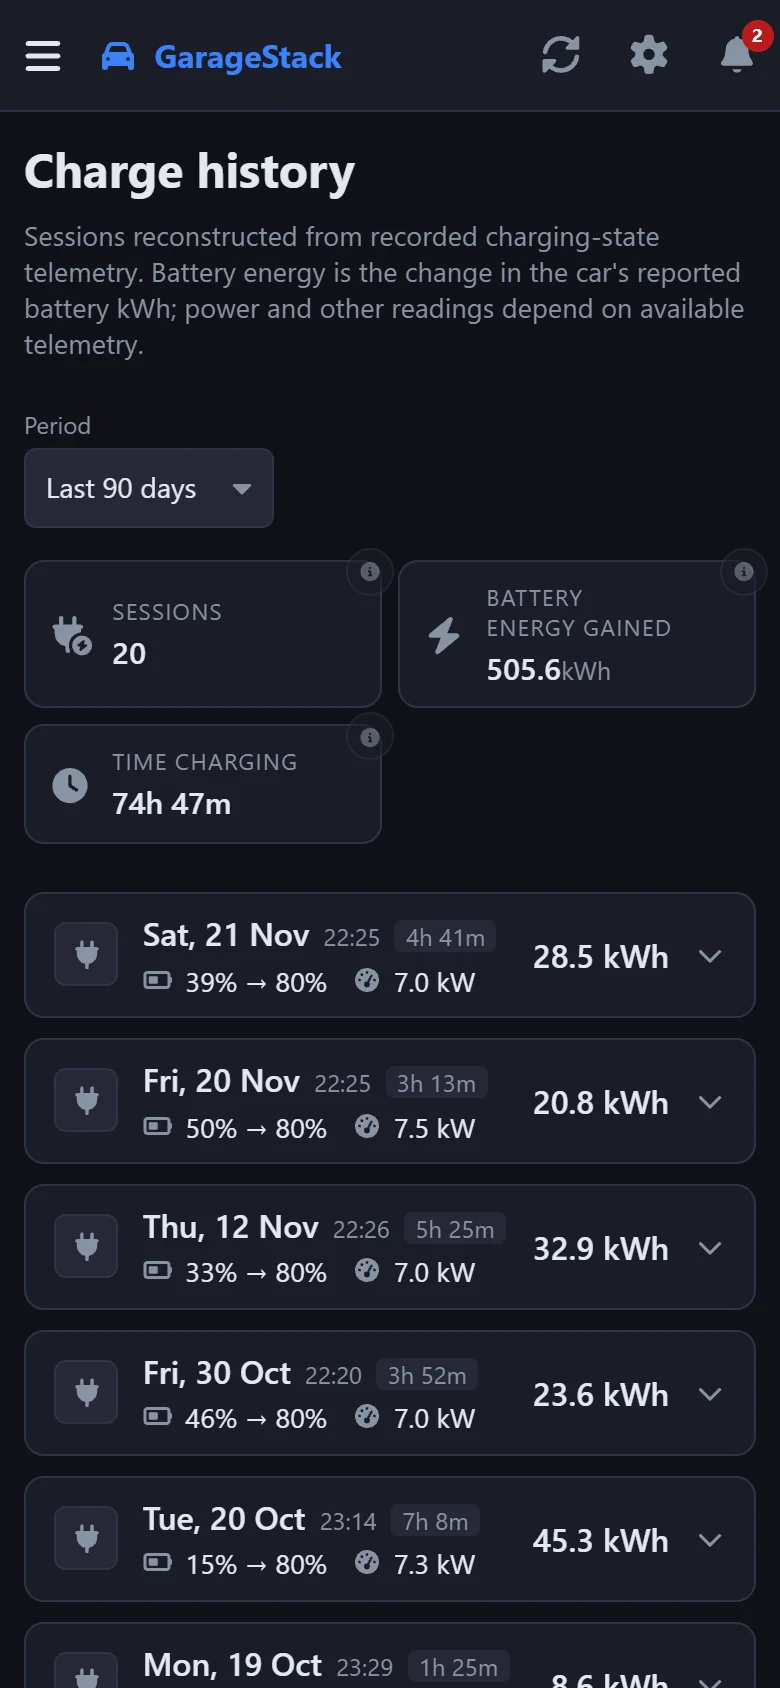 GarageStack
2
Charge history
Sessions reconstructed from recorded charging-state
telemetry. Battery energy is the change in the car's reported
battery kWh; power and other readings depend on available
telemetry.
Period
Last 90 days
SESSIONS
20
BATTERY
ENERGY GAINED
505.6kWh
TIME CHARGING
74h 47m
Sat, 21 Nov 22:25 4h 41m
39% → 80% 7.0 kW
28.5 kWh
Fri, 20 Nov 22:25 3h 13m
50% → 80% 7.5 kW
20.8 kWh
Thu, 12 Nov 22:26 5h 25m
33% → 80% 7.0 kW
32.9 kWh
Fri, 30 Oct 22:20 3h 52m
46% → 80% 7.0 kW
23.6 kWh
Tue, 20 Oct 23:14 7h 8m
15% → 80% 7.3 kW
45.3 kWh
Mon, 19 Oct 23:29 1h 25m
8.6 kWh